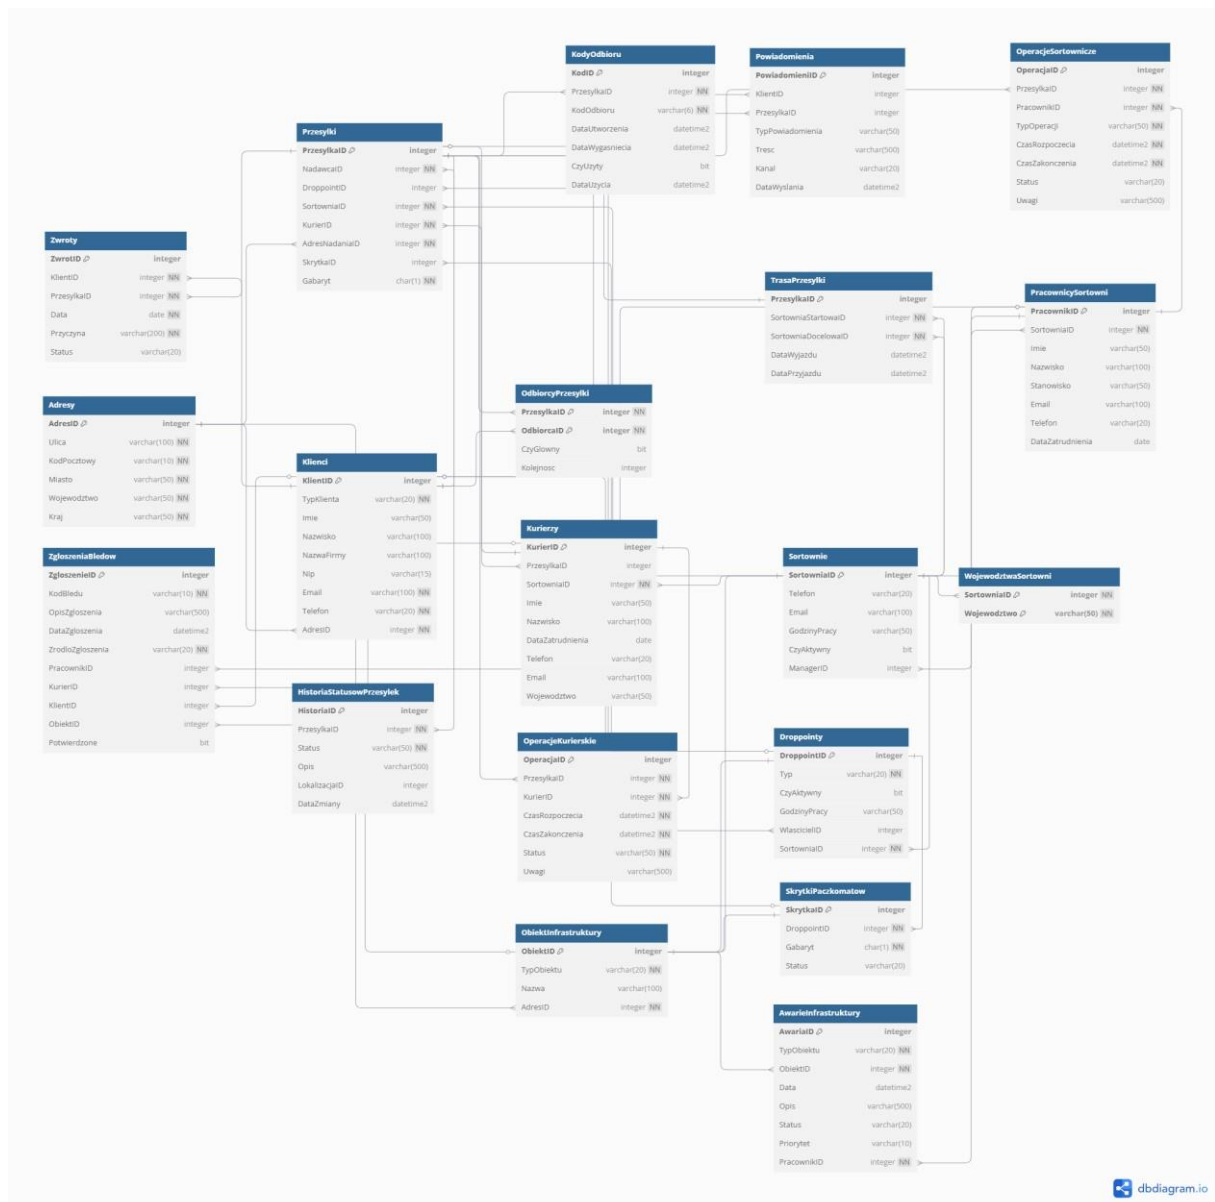 KodyOdbioru
KodID integer
PrzesylkaID integer NN
KodOdbioru varchar(6) NN
DataUtworzenia datetime2
DataWygasniecia datetime2
CzyUzyty bit
DataUzycia datetime2
Powiadomienia
PowiadomieniID integer
KlientID integer
PrzesylkaID integer
TypPowiadomienia varchar(50)
Tresc varchar(500)
Kanal varchar(20)
DataWyslania datetime2
OperacjeSortownicze
OperacjaID integer
PrzesylkaID integer NN
PracownikID integer NN
TypOperacji varchar(50) NN
CzasRozpoczecia datetime2 NN
CzasZakonczenia datetime2 NN
Status varchar(20)
Uwagi varchar(500)
Przesylki
PrzesylkaID integer
NadawcaID integer NN
DroppointID integer
SortowniaID integer NN
KurierID integer NN
AdresNadaniaID integer NN
SkrytkaID integer
Gabaryt char(1) NN
Zwroty
ZwrotID integer
KlientID integer NN
PrzesylkaID integer NN
Data date NN
Przyczyna varchar(200) NN
Status varchar(20)
TrasaPrzesylki
PrzesylkaID integer
SortowniaStartowaID integer NN
SortowniaDocelowaID integer NN
DataWyjazdu datetime2
DataPrzyjazdu datetime2
PracownicySortowni
PracownikID integer
SortowniaID integer NN
Imie varchar(50)
Nazwisko varchar(100)
Stanowisko varchar(50)
Email varchar(100)
Telefon varchar(20)
DataZatrudnienia date
OdbiorcyPrzesylki
PrzesylkaID integer NN
OdbiorcaID integer NN
CzyGlowny bit
Kolejnosc integer
Adresy
AdresID integer
Ulica varchar(100) NN
KodPocztowy varchar(10) NN
Miasto varchar(50) NN
Wojewodztwo varchar(50) NN
Kraj varchar(50) NN
Klienci
KlientID integer
TypKlienta varchar(20) NN
Imie varchar(50)
Nazwisko varchar(100)
NazwaFirmy varchar(100)
Nip varchar(15)
Email varchar(100) NN
Telefon varchar(20) NN
AdresID integer NN
Kurierzy
KurierID integer
PrzesylkaID integer
SortowniaID integer NN
Imie varchar(50)
Nazwisko varchar(100)
DataZatrudnienia date
Telefon varchar(20)
Email varchar(100)
Wojewodztwo varchar(50)
ZgloszeniaBledow
ZgloszenieID integer
KodBledu varchar(10) NN
OpisZgloszenia varchar(500)
DataZgloszenia datetime2
ZrodloZgloszenia varchar(20) NN
PracownikID integer
KurierID integer
KlientID integer
ObiektID integer
Potwierdzone bit
Sortownie
SortowniaID integer
Telefon varchar(20)
Email varchar(100)
GodzinyPracy varchar(50)
CzyAktywny bit
ManagerID integer
WojewodztwaSortowni
SortowniaID integer NN
Wojewodztwo varchar(50) NN
HistoriaStatusowPrzesylek
HistoriaID integer
PrzesylkaID integer NN
Status varchar(50) NN
Opis varchar(500)
LokalizacjaID integer
DataZmiany datetime2
OperacjeKurierskie
OperacjaID integer
PrzesylkaID integer NN
KurierID integer NN
CzasRozpoczecia datetime2 NN
CzasZakonczenia datetime2 NN
Status varchar(50) NN
Uwagi varchar(500)
Droppointy
DroppointID integer
Typ varchar(20) NN
CzyAktywny bit
GodzinyPracy varchar(50)
WlascicielID integer
SortowniaID integer NN
SkrytkiPaczkomatow
SkrytkaID integer
DroppointID integer NN
Gabaryt char(1) NN
Status varchar(20)
ObiektInfrastruktury
ObiektID integer
TypObiektu varchar(20) NN
Nazwa varchar(100)
AdresID integer NN
AwarieInfrastruktury
AwariaID integer
TypObiektu varchar(20) NN
ObiektID integer NN
Data datetime2
Opis varchar(500)
Status varchar(20)
Priorytet varchar(10)
PracownikID integer NN
dbdiagram.io